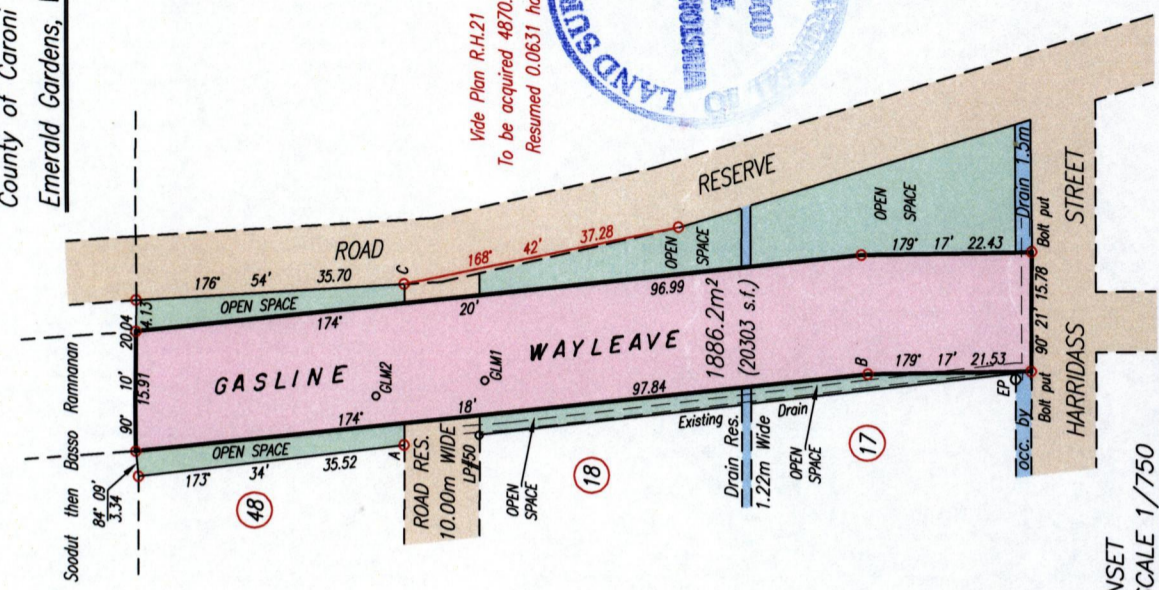 County of Caroni
Emerald Gardens,
Vide Plan R.H.21
To be acquired 4870.
Resumed 0.0631 ha
LAND SUR
Soodut then Basso Ramnanan
84° 09'
3.34
90° 10' 20.04
15.91
4.13
176° 54' 35.70
C
ROAD
RESERVE
168° 42' 37.28
OPEN SPACE
174° 20' 96.99
GASLINE WAYLEAVE
GLM2
GLM1
1886.2m²
(20303 s.f.)
174° 18' 97.84
OPEN SPACE
173° 34' 35.52
A
48
ROAD RES.
10.00m WIDE
LP#50
OPEN
SPACE
18
Existing Drain
Drain Res.
1.22m Wide
OPEN
SPACE
17
B
179° 17' 21.53
EP
OPEN
SPACE
OPEN
SPACE
179° 17' 22.43
occ. by Drain 1.5m
Bolt put
90° 21' 15.78
Bolt put
HARRIDASS STREET
NSET
SCALE 1/750